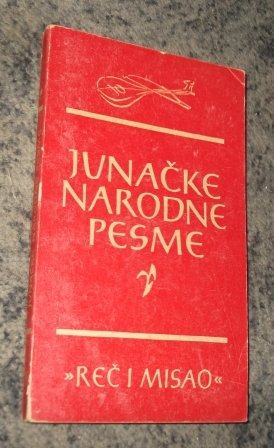 JUNAČKE
NARODNE
PESME
»REČ I MISAO«